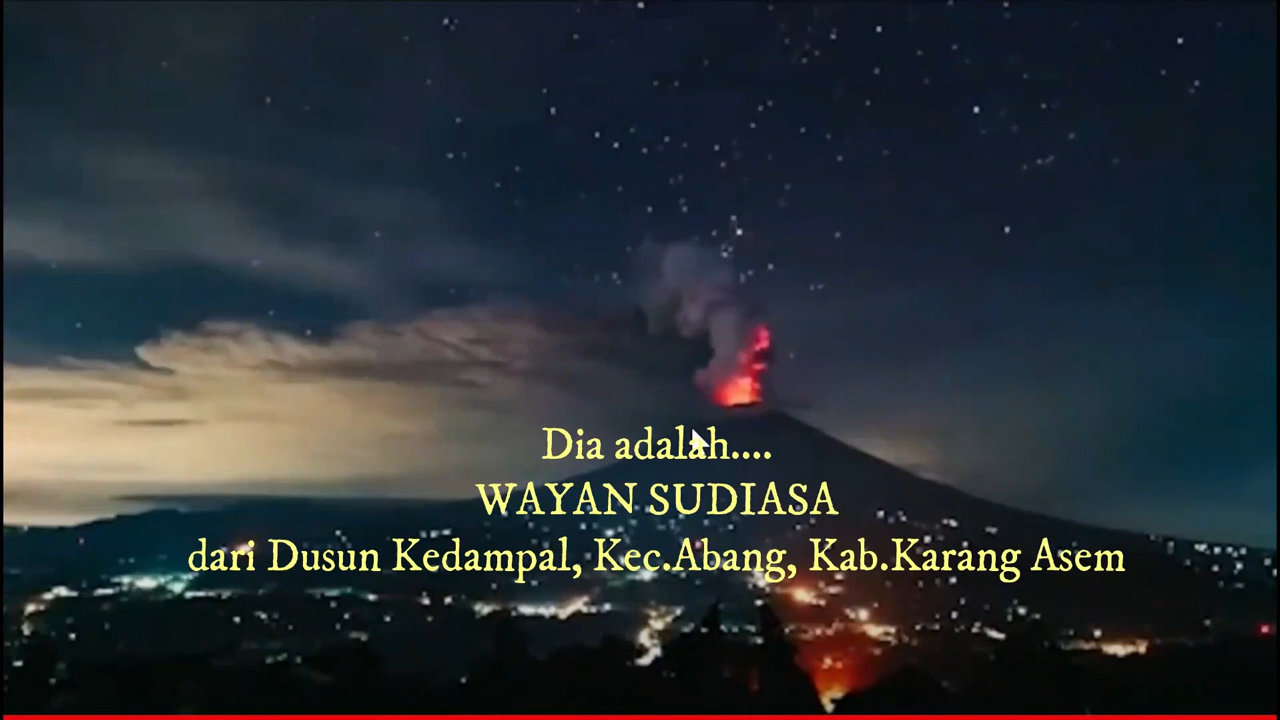 Dia adalah....
WAYAN SUDIASA
dari Dusun Kedampal, Kec.Abang, Kab.Karang Asem